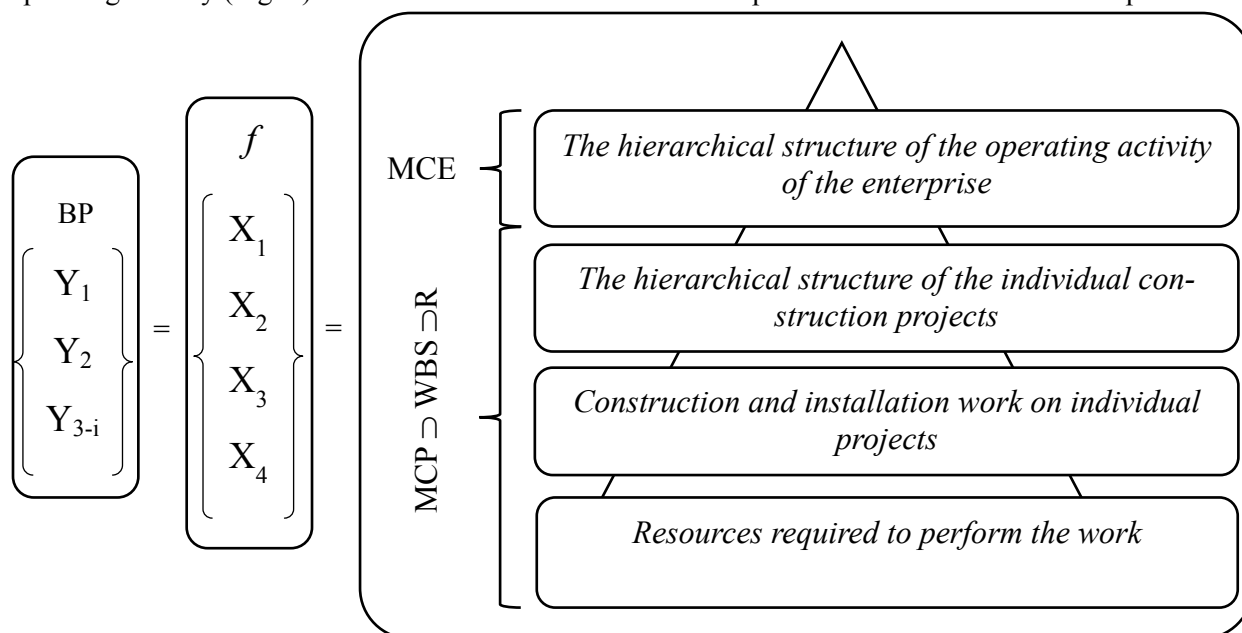 BP
Y1
Y2
Y3-i
=
f
X1
X2
X3
X4
=
MCE
MCP ⊃ WBS ⊃R
The hierarchical structure of the operating activity
of the enterprise
The hierarchical structure of the individual con-
struction projects
Construction and installation work on individual
projects
Resources required to perform the work